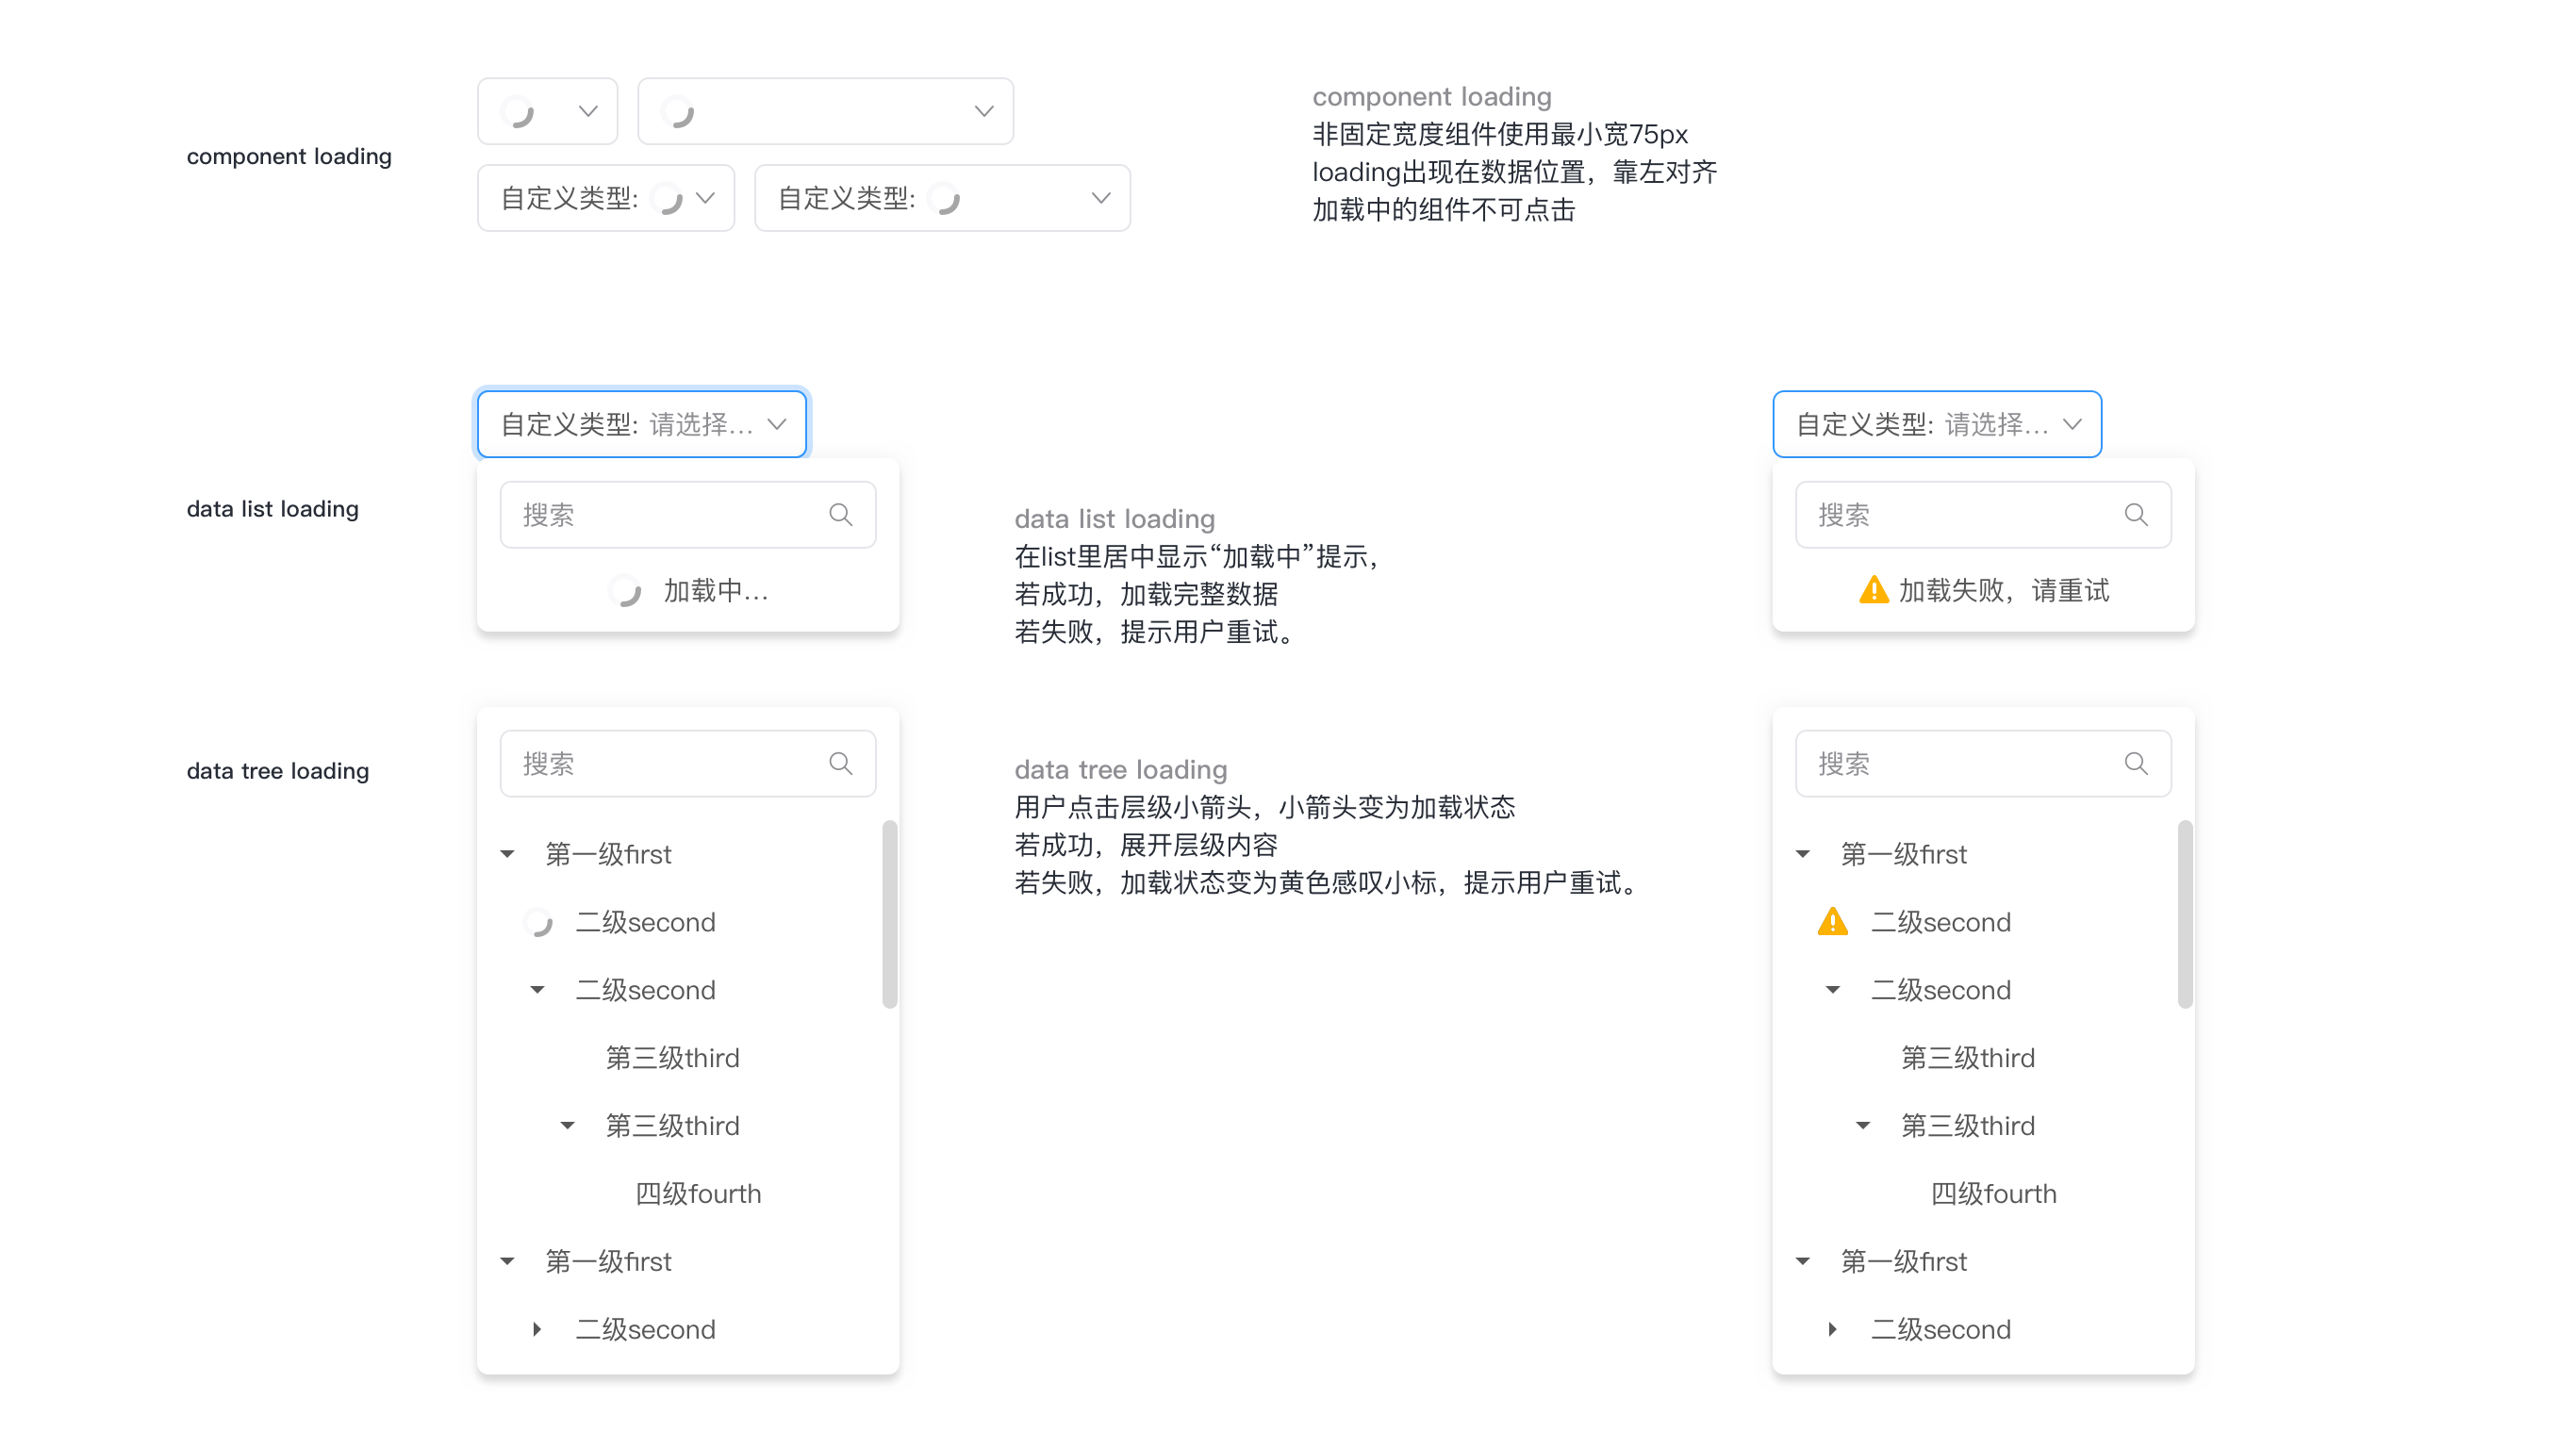 component loading
自定义类型:
自定义类型:
component loading
非固定宽度组件使用最小宽75px
loading出现在数据位置，靠左对齐
加载中的组件不可点击
data list loading
自定义类型: 请选择...
搜索
加载中...
data list loading
在list里居中显示“加载中”提示，
若成功，加载完整数据
若失败，提示用户重试。
自定义类型: 请选择...
搜索
加载失败，请重试
data tree loading
搜索
第一级first
二级second
二级second
第三级third
第三级third
四级fourth
第一级first
二级second
data tree loading
用户点击层级小箭头，小箭头变为加载状态
若成功，展开层级内容
若失败，加载状态变为黄色感叹小标，提示用户重试。
搜索
第一级first
二级second
二级second
第三级third
第三级third
四级fourth
第一级first
二级second